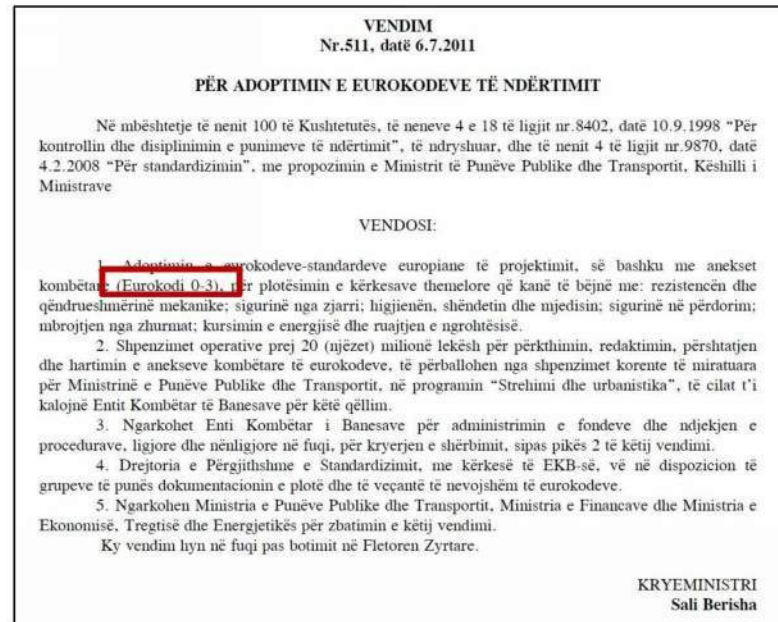 VENDIM
Nr.511, datë 6.7.2011
PËR ADOPTIMIN E EUROKODEVE TË NDËRTIMIT
Në mbështetje të nenit 100 të Kushtetutës, të neneve 4 e 18 të ligjit nr.8402, datë 10.9.1998 “Për
kontrollin dhe disiplinimin e punimeve të ndërtimit”, të ndryshuar, dhe të nenit 4 të ligjit nr.9870, datë
4.2.2008 “Për standardizimin”, me propozimin e Ministrit të Punëve Publike dhe Transportit, Këshilli i
Ministrave
VENDOSI:
1. Adoptimin e eurokodeve-standardeve europiane të projektimit, së bashku me anekset
kombëtare (Eurokodi 0-3), për plotësimin e kërkesave themelore që kanë të bëjnë me: rezistencën dhe
qëndrueshmërinë mekanike; sigurinë nga zjarri; higjienën, shëndetin dhe mjedisin; sigurinë në përdorim;
mbrojtjen nga zhurmat; kursimin e energjisë dhe ruajtjen e ngrohtësisë.
2. Shpenzimet operative prej 20 (njëzet) milionë lekësh për përkthimin, redaktimin, përshtatjen
dhe hartimin e anekseve kombëtare të eurokodeve, të përballohen nga shpenzimet korente të miratuara
për Ministrinë e Punëve Publike dhe Transportit, në programin “Strehimi dhe urbanistika”, të cilat t’i
kalojnë Entit Kombëtar të Banesave për këtë qëllim.
3. Ngarkohet Enti Kombëtar i Banesave për administrimin e fondeve dhe ndjekjen e
procedurave, ligjore dhe nënligjore në fuqi, për kryerjen e shërbimit, sipas pikës 2 të këtij vendimi.
4. Drejtoria e Përgjithshme e Standardizimit, me kërkesë të EKB-së, vë në dispozicion të
grupeve të punës dokumentacionin e plotë dhe të veçantë të nevojshëm të eurokodeve.
5. Ngarkohen Ministria e Punëve Publike dhe Transportit, Ministria e Financave dhe Ministria e
Ekonomisë, Tregtisë dhe Energjetikës për zbatimin e këtij vendimi.
Ky vendim hyn në fuqi pas botimit në Fletoren Zyrtare.
KRYEMINISTRI
Sali Berisha